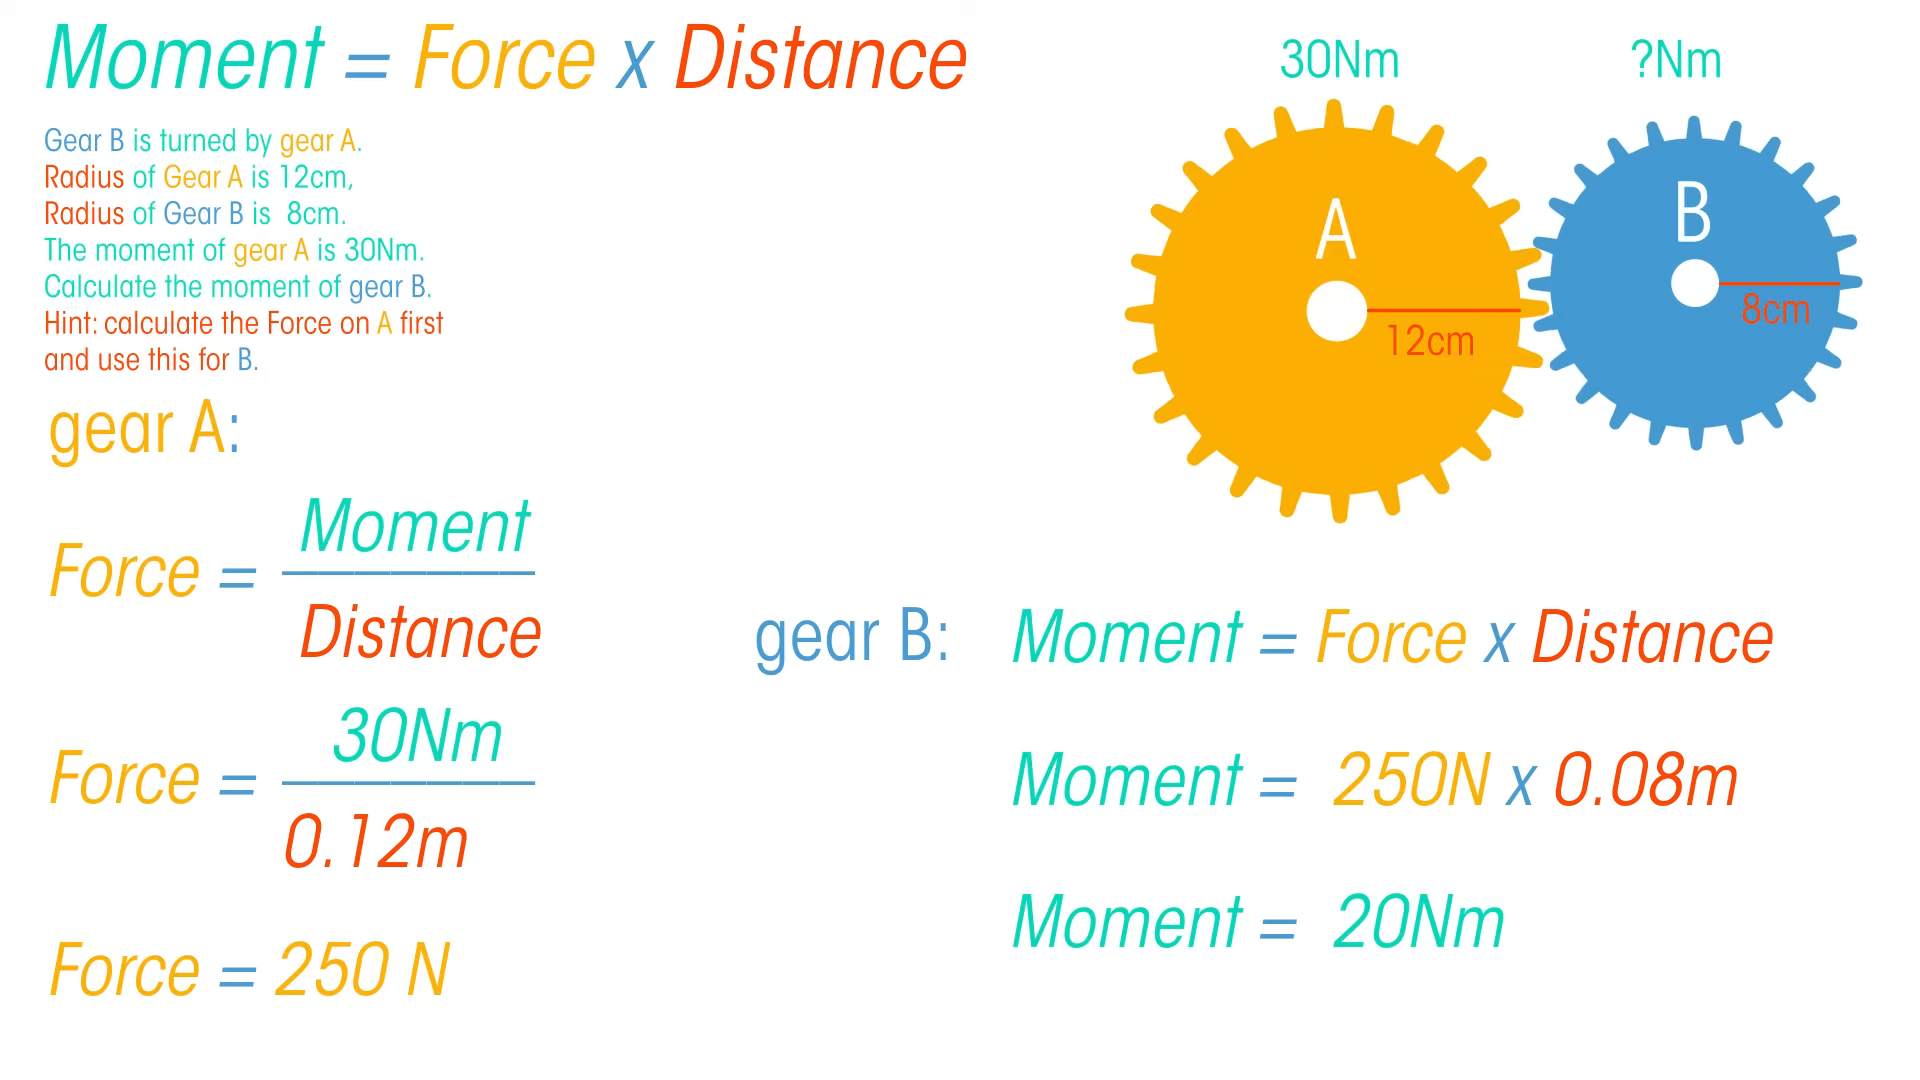 Moment = Force x Distance
Gear B is turned by gear A.
Radius of Gear A is 12cm,
Radius of Gear B is 8cm.
The moment of gear A is 30Nm.
Calculate the moment of gear B.
Hint: calculate the Force on A first
and use this for B.
30Nm
?Nm
A
B
12cm
8cm
gear A:
Force = Moment
Distance
Force = 30Nm
0.12m
Force = 250 N
gear B: Moment = Force x Distance
Moment = 250N x 0.08m
Moment = 20Nm